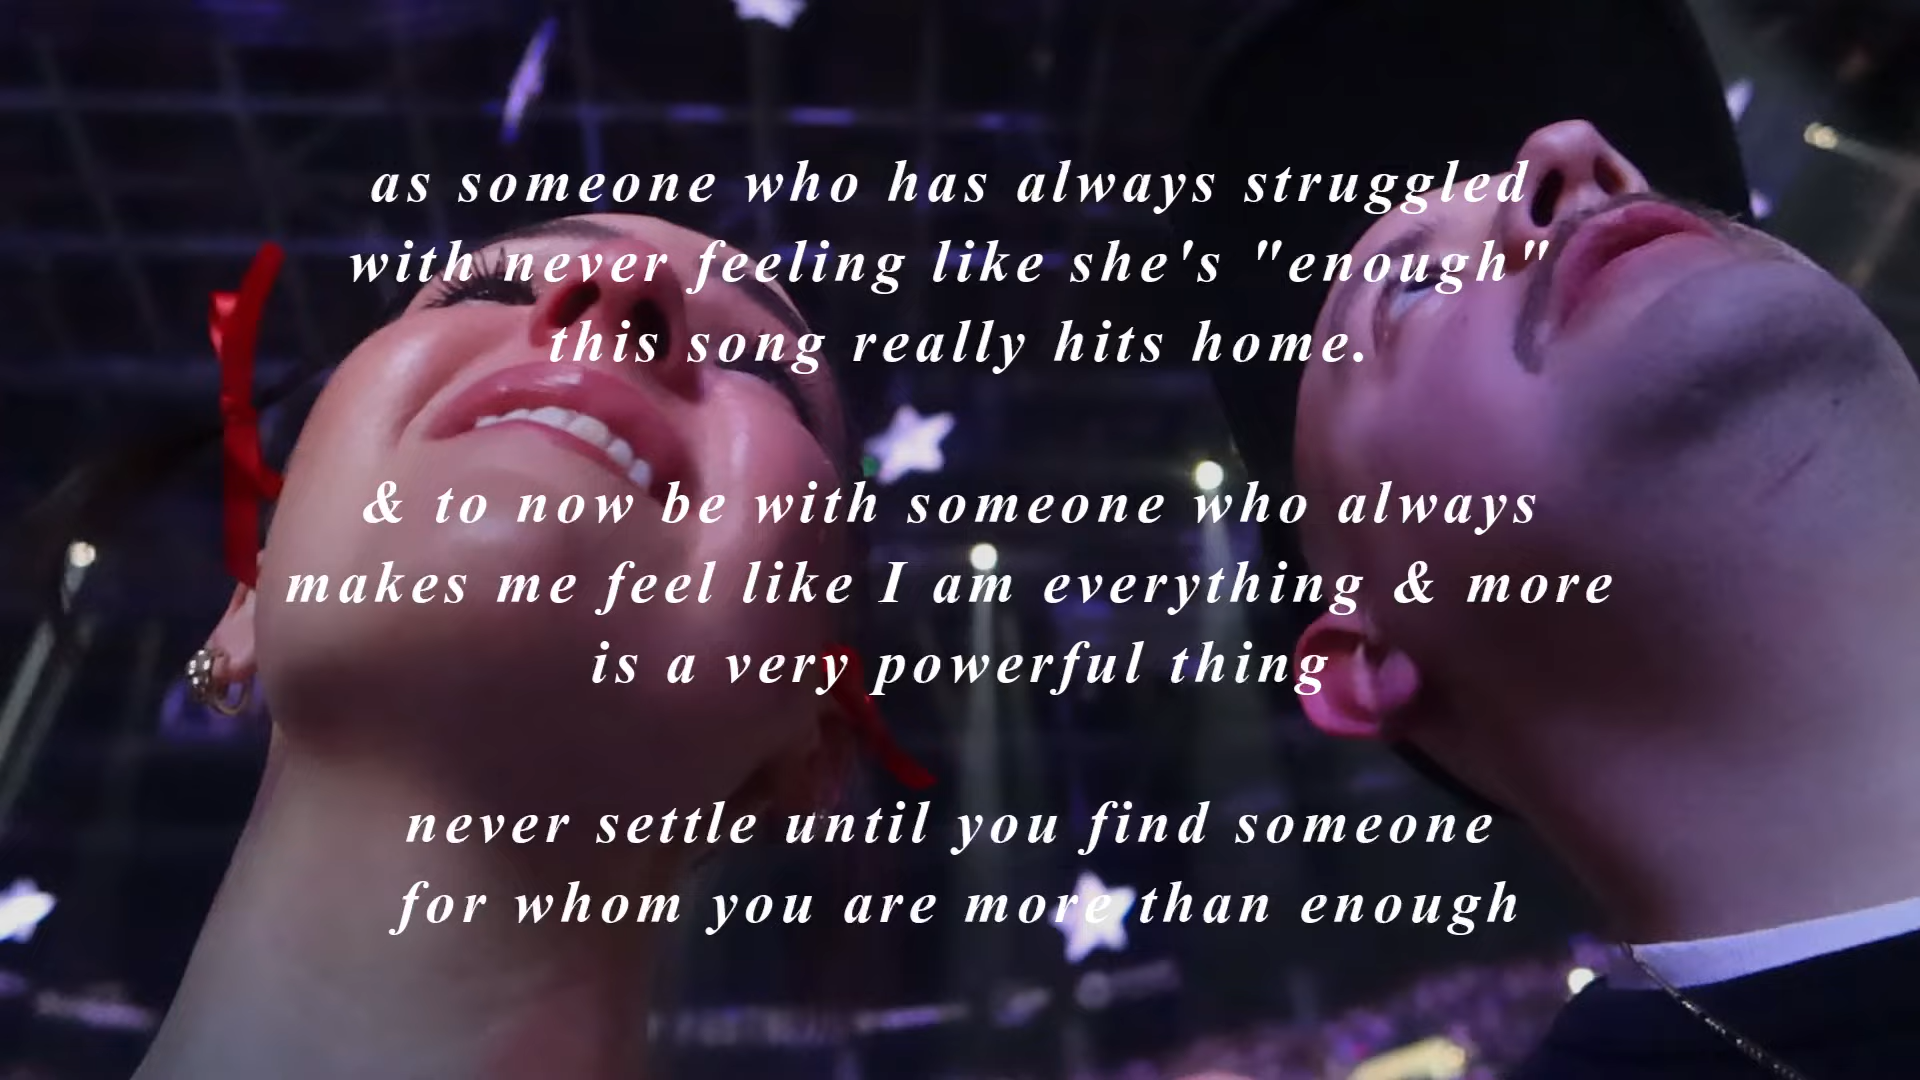 as someone who has always struggled
with never feeling like she's "enough"
this song really hits home.
& to now be with someone who always
makes me feel like I am everything & more
is a very powerful thing
never settle until you find someone
for whom you are more than enough